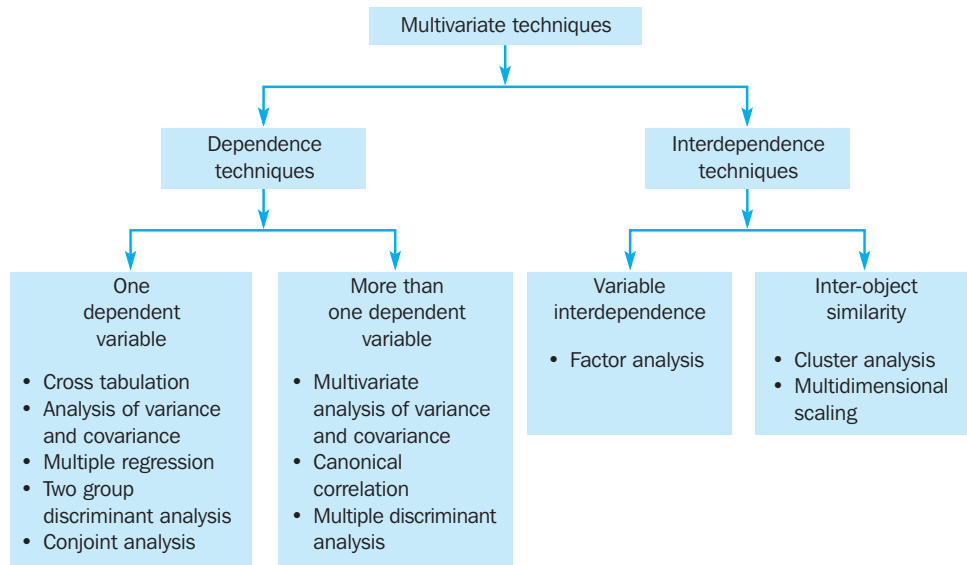 Multivariate techniques
Dependence
techniques
Interdependence
techniques
One
dependent
variable
• Cross tabulation
• Analysis of variance
and covariance
• Multiple regression
• Two group
discriminant analysis
• Conjoint analysis
More than
one dependent
variable
• Multivariate
analysis of variance
and covariance
• Canonical
correlation
• Multiple discriminant
analysis
Variable
interdependence
• Factor analysis
Inter-object
similarity
• Cluster analysis
• Multidimensional
scaling